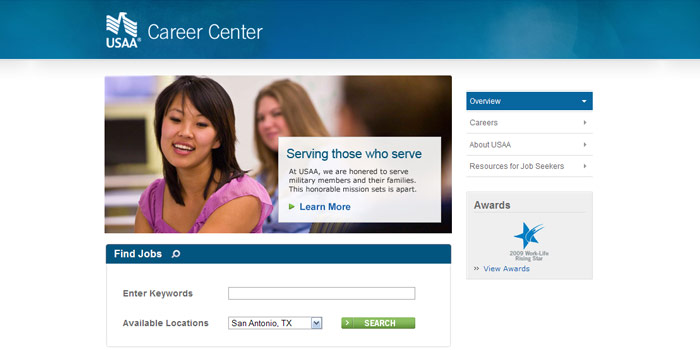 USAA® Career Center
Serving those who serve
At USAA, we are honored to serve
military members and their families.
This honorable mission sets is apart.
Learn More
Overview
Careers
About USAA
Resources for Job Seekers
Awards
2009 Work-Life
Rising Star
View Awards
Find Jobs
Enter Keywords
Available Locations San Antonio, TX SEARCH